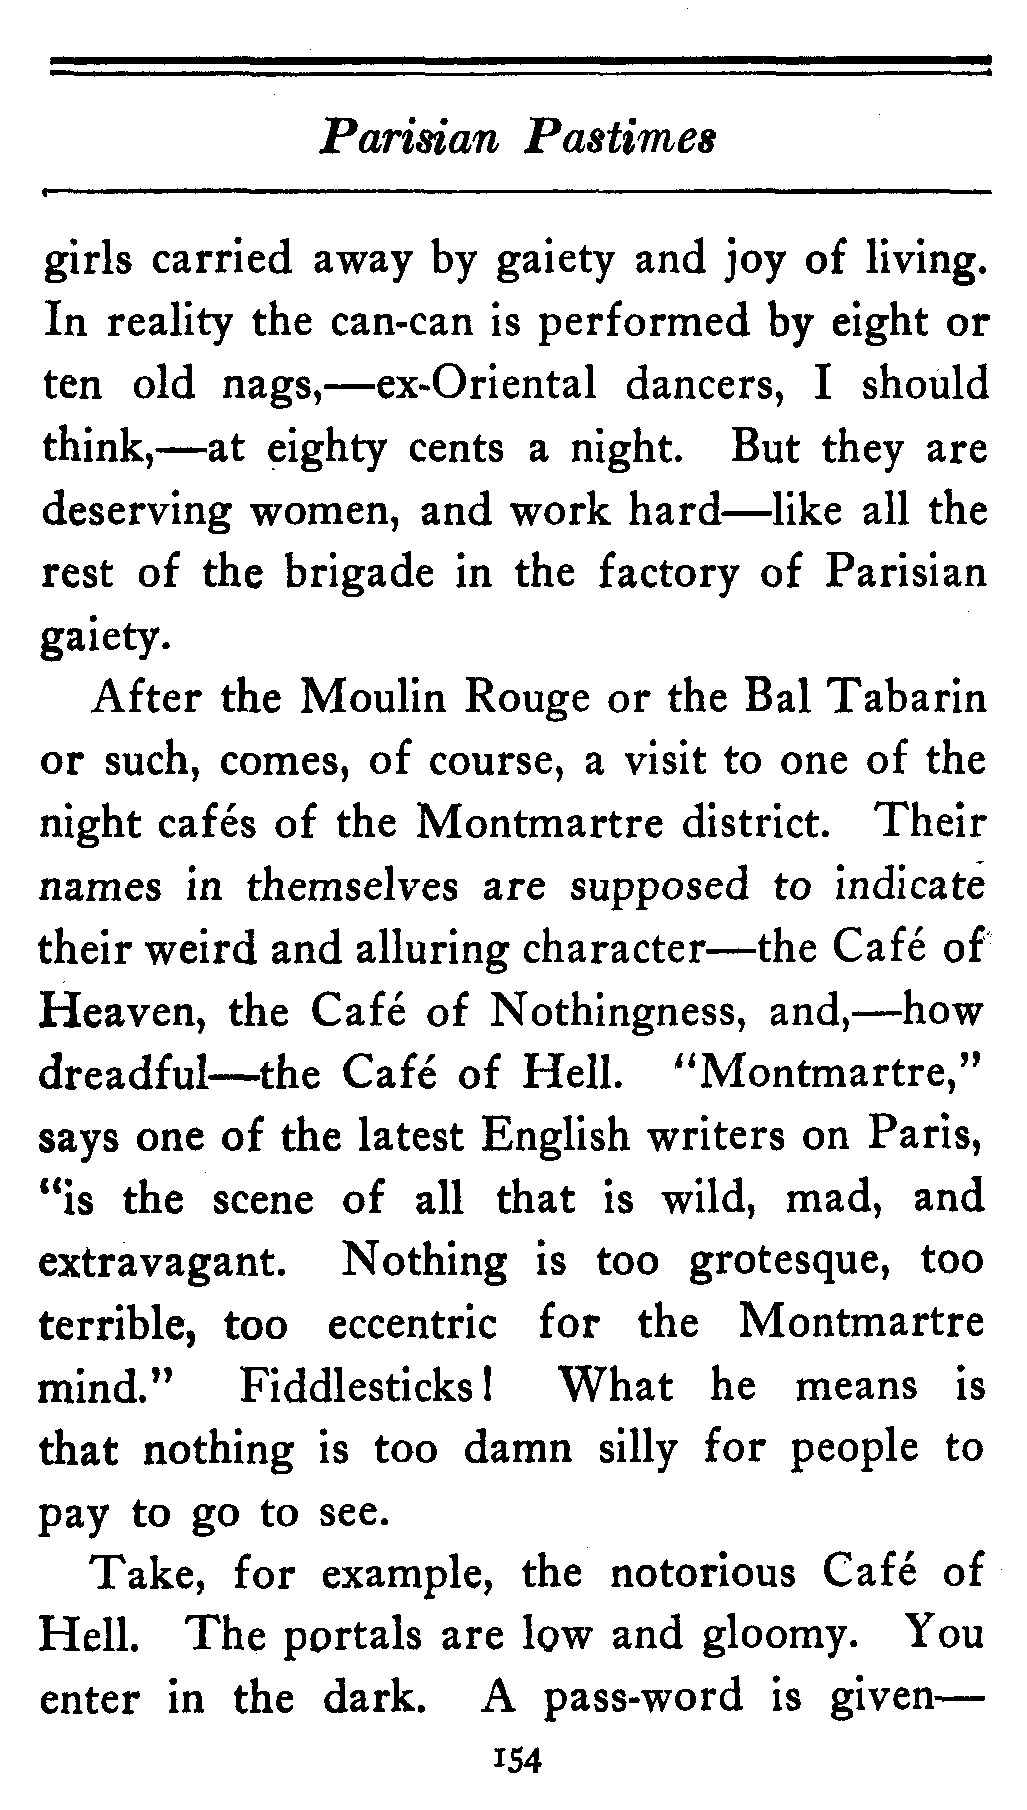 Parisian Pastimes
girls carried away by gaiety and joy of living.
In reality the can-can is performed by eight or
ten old nags,—ex-Oriental dancers, I should
think,—at eighty cents a night. But they are
deserving women, and work hard—like all the
rest of the brigade in the factory of Parisian
gaiety.
After the Moulin Rouge or the Bal Tabarin
or such, comes, of course, a visit to one of the
night cafés of the Montmartre district. Their
names in themselves are supposed to indicate
their weird and alluring character—the Café of
Heaven, the Café of Nothingness, and,—how
dreadful—the Café of Hell. “Montmartre,”
says one of the latest English writers on Paris,
“is the scene of all that is wild, mad, and
extravagant. Nothing is too grotesque, too
terrible, too eccentric for the Montmartre
mind.” Fiddlesticks! What he means is
that nothing is too damn silly for people to
pay to go to see.
Take, for example, the notorious Café of
Hell. The portals are low and gloomy. You
enter in the dark. A pass-word is given—
154